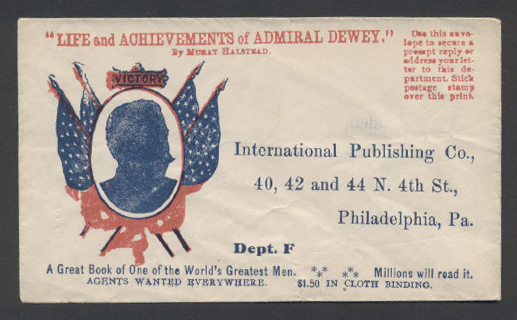 "LIFE and ACHIEVEMENTS of ADMIRAL DEWEY."
By MURAT HALSTEAD.
Use this enve-
lope to secure a
prompt reply or
address your let-
ter to this de-
partment. Stick
postage stamp
over this print.
VICTORY
International Publishing Co.,
40, 42 and 44 N. 4th St.,
Philadelphia, Pa.
Dept. F
A Great Book of One of the World's Greatest Men. *** *** Millions will read it.
AGENTS WANTED EVERYWHERE. $1.50 IN CLOTH BINDING.